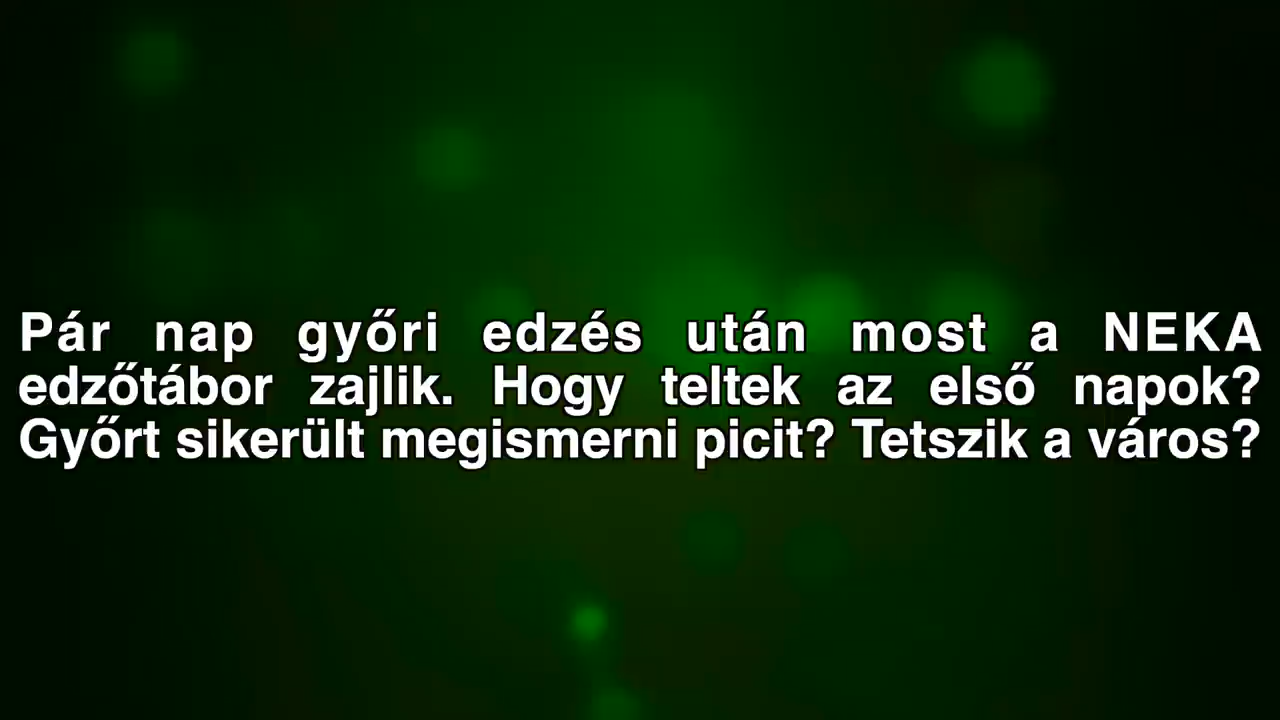 Pár nap győri edzés után most a NEKA
edzőtábor zajlik. Hogy teltek az első napok?
Győrt sikerült megismerni picit? Tetszik a város?